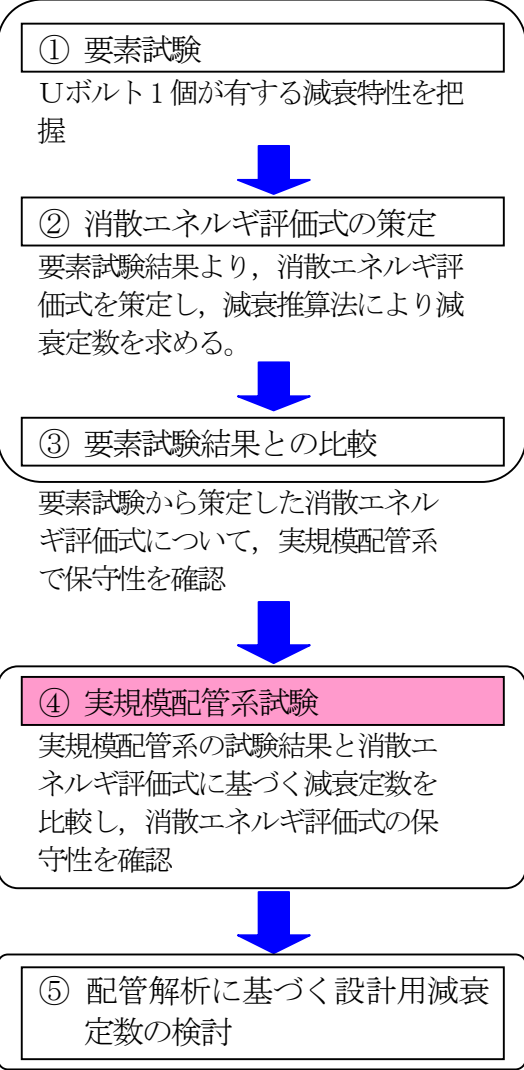 ① 要素試験
Uボルト１個が有する減衰特性を把
握
② 消散エネルギ評価式の策定
要素試験結果より，消散エネルギ評
価式を策定し，減衰推算法により減
衰定数を求める。
③ 要素試験結果との比較
要素試験から策定した消散エネル
ギ評価式について，実規模配管系
で保守性を確認
④ 実規模配管系試験
実規模配管系の試験結果と消散エ
ネルギ評価式に基づく減衰定数を
比較し，消散エネルギ評価式の保
守性を確認
⑤ 配管解析に基づく設計用減衰
定数の検討